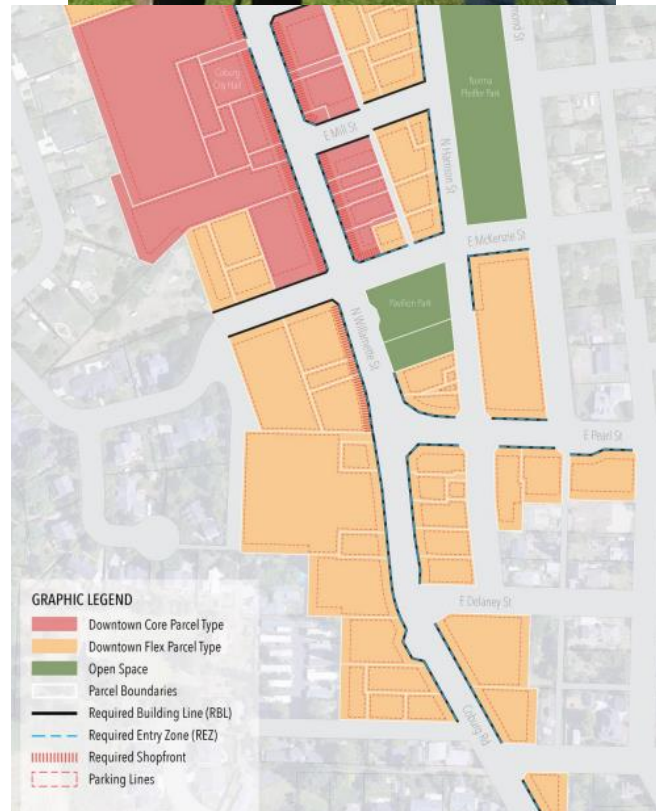 Coburg
City Hall
Norma
Pfeiffer Park
mond St
E Mill St
N Harrison St
E McKenzie St
Pavilion Park
N Willamette St
E Pearl St
E Delaney St
Coburg Rd
GRAPHIC LEGEND
Downtown Core Parcel Type
Downtown Flex Parcel Type
Open Space
Parcel Boundaries
Required Building Line (RBL)
Required Entry Zone (REZ)
Required Shopfront
Parking Lines